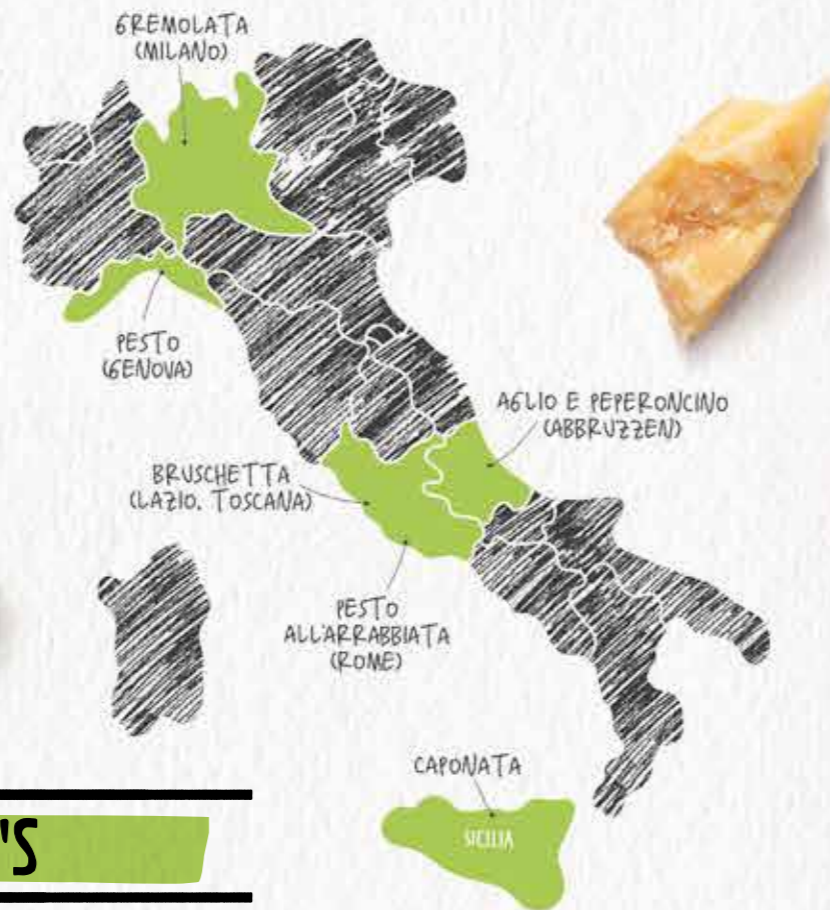 GREMOLATA
(MILANO)
PESTO
(GENOVA)
AGLIO E PEPERONCINO
(ABBRUZZEN)
BRUSCHETTA
(LAZIO, TOSCANA)
PESTO
ALL'ARRABBIATA
(ROME)
CAPONATA
SICILIA
'S